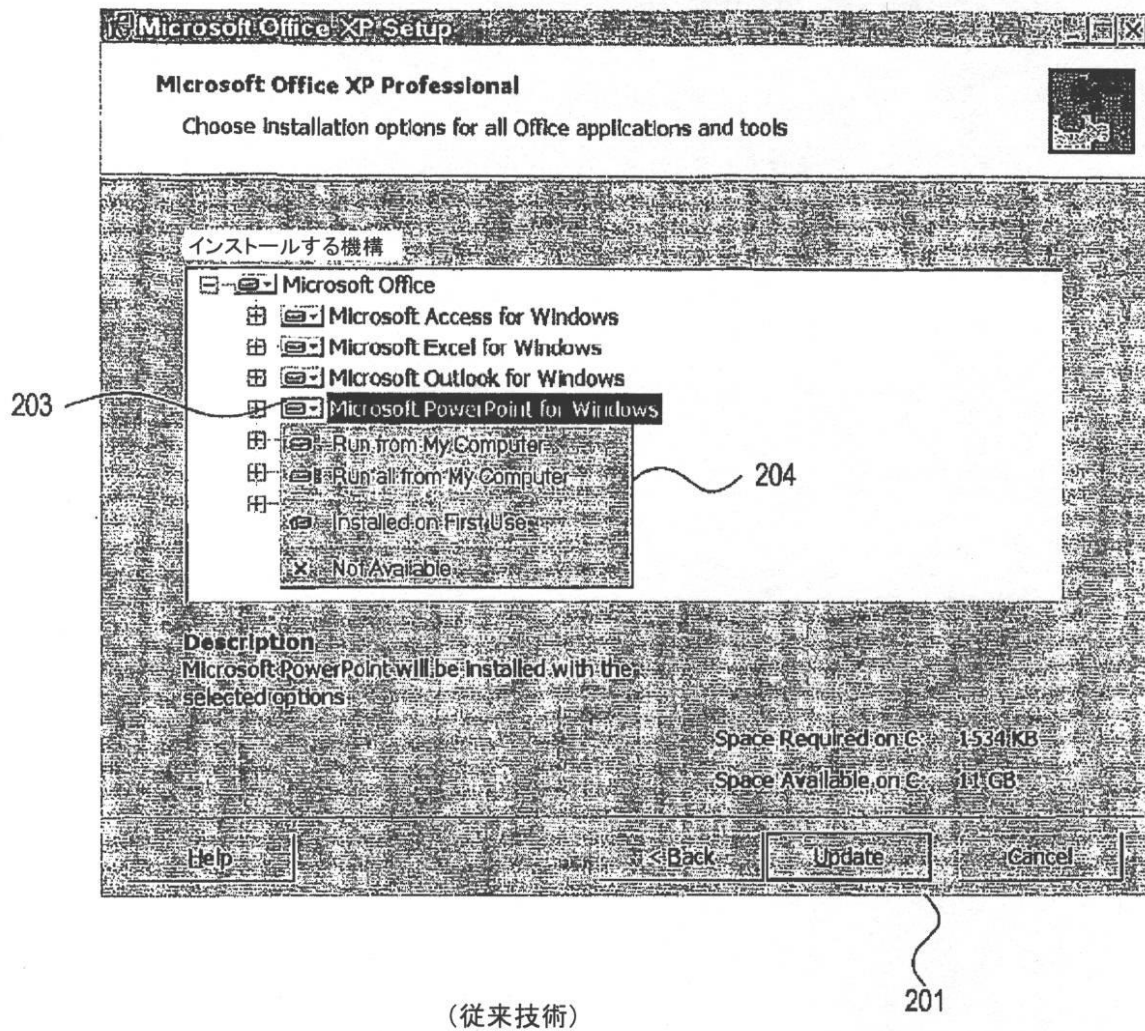 Microsoft Office XP Setup
Microsoft Office XP Professional
Choose installation options for all Office applications and tools
インストールする機構
Microsoft Office
Microsoft Access for Windows
Microsoft Excel for Windows
Microsoft Outlook for Windows
203
Microsoft PowerPoint for Windows
Run from My Computer
Run all from My Computer
204
Installed on First Use
Not Available
Description
Microsoft PowerPoint will be installed with the
selected options
Space Required on C: 1534 KB
Space Available on C: 11 GB
Help
< Back
Update
Cancel
201
(従来技術)